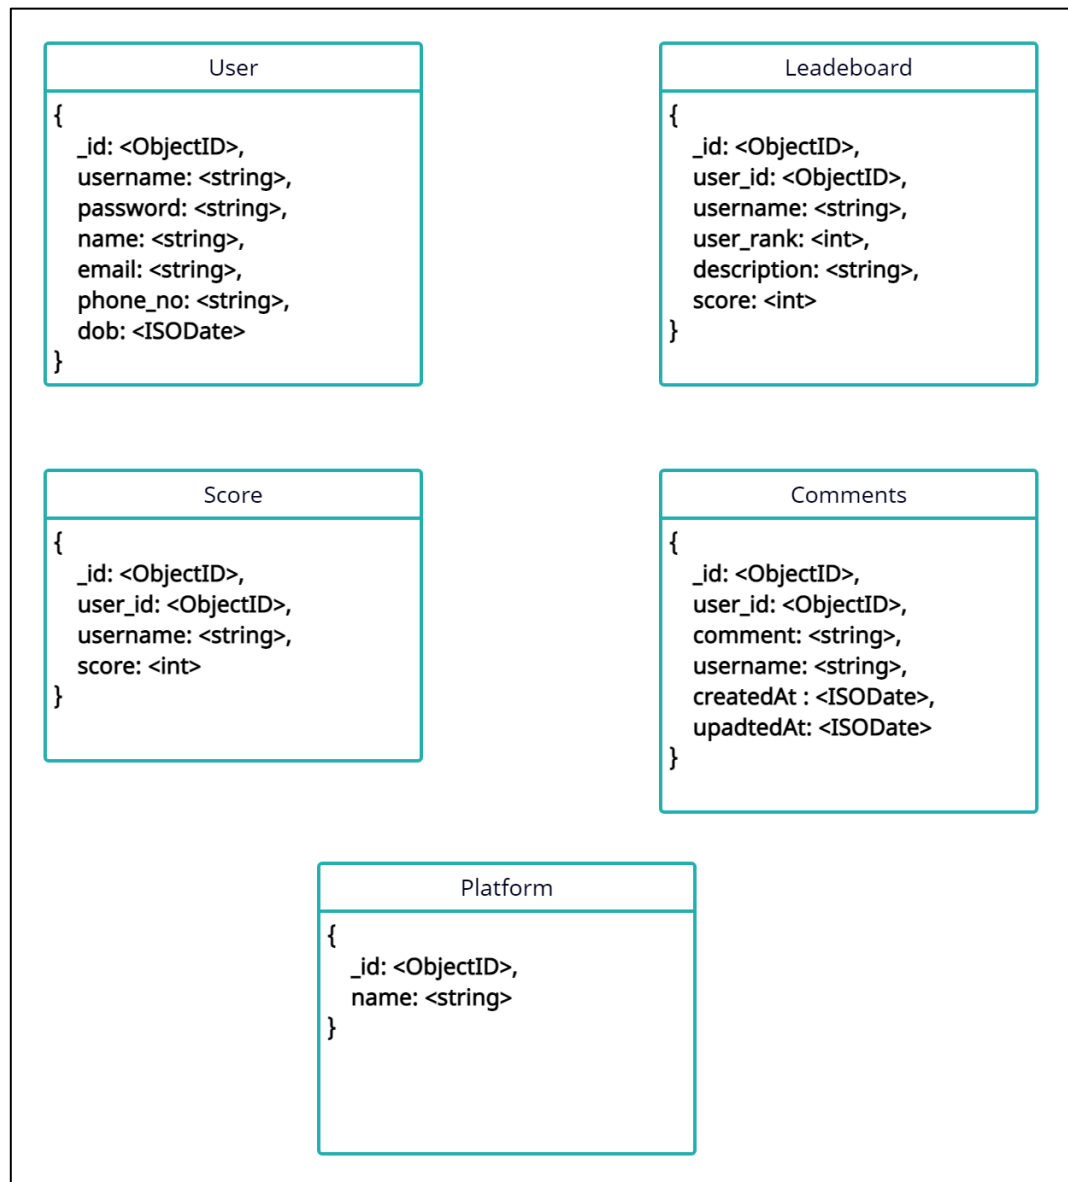 User
{
_id: <ObjectID>,
username: <string>,
password: <string>,
name: <string>,
email: <string>,
phone_no: <string>,
dob: <ISODate>
}
Leadeboard
{
_id: <ObjectID>,
user_id: <ObjectID>,
username: <string>,
user_rank: <int>,
description: <string>,
score: <int>
}
Score
{
_id: <ObjectID>,
user_id: <ObjectID>,
username: <string>,
score: <int>
}
Comments
{
_id: <ObjectID>,
user_id: <ObjectID>,
comment: <string>,
username: <string>,
createdAt : <ISODate>,
upadtedAt: <ISODate>
}
Platform
{
_id: <ObjectID>,
name: <string>
}